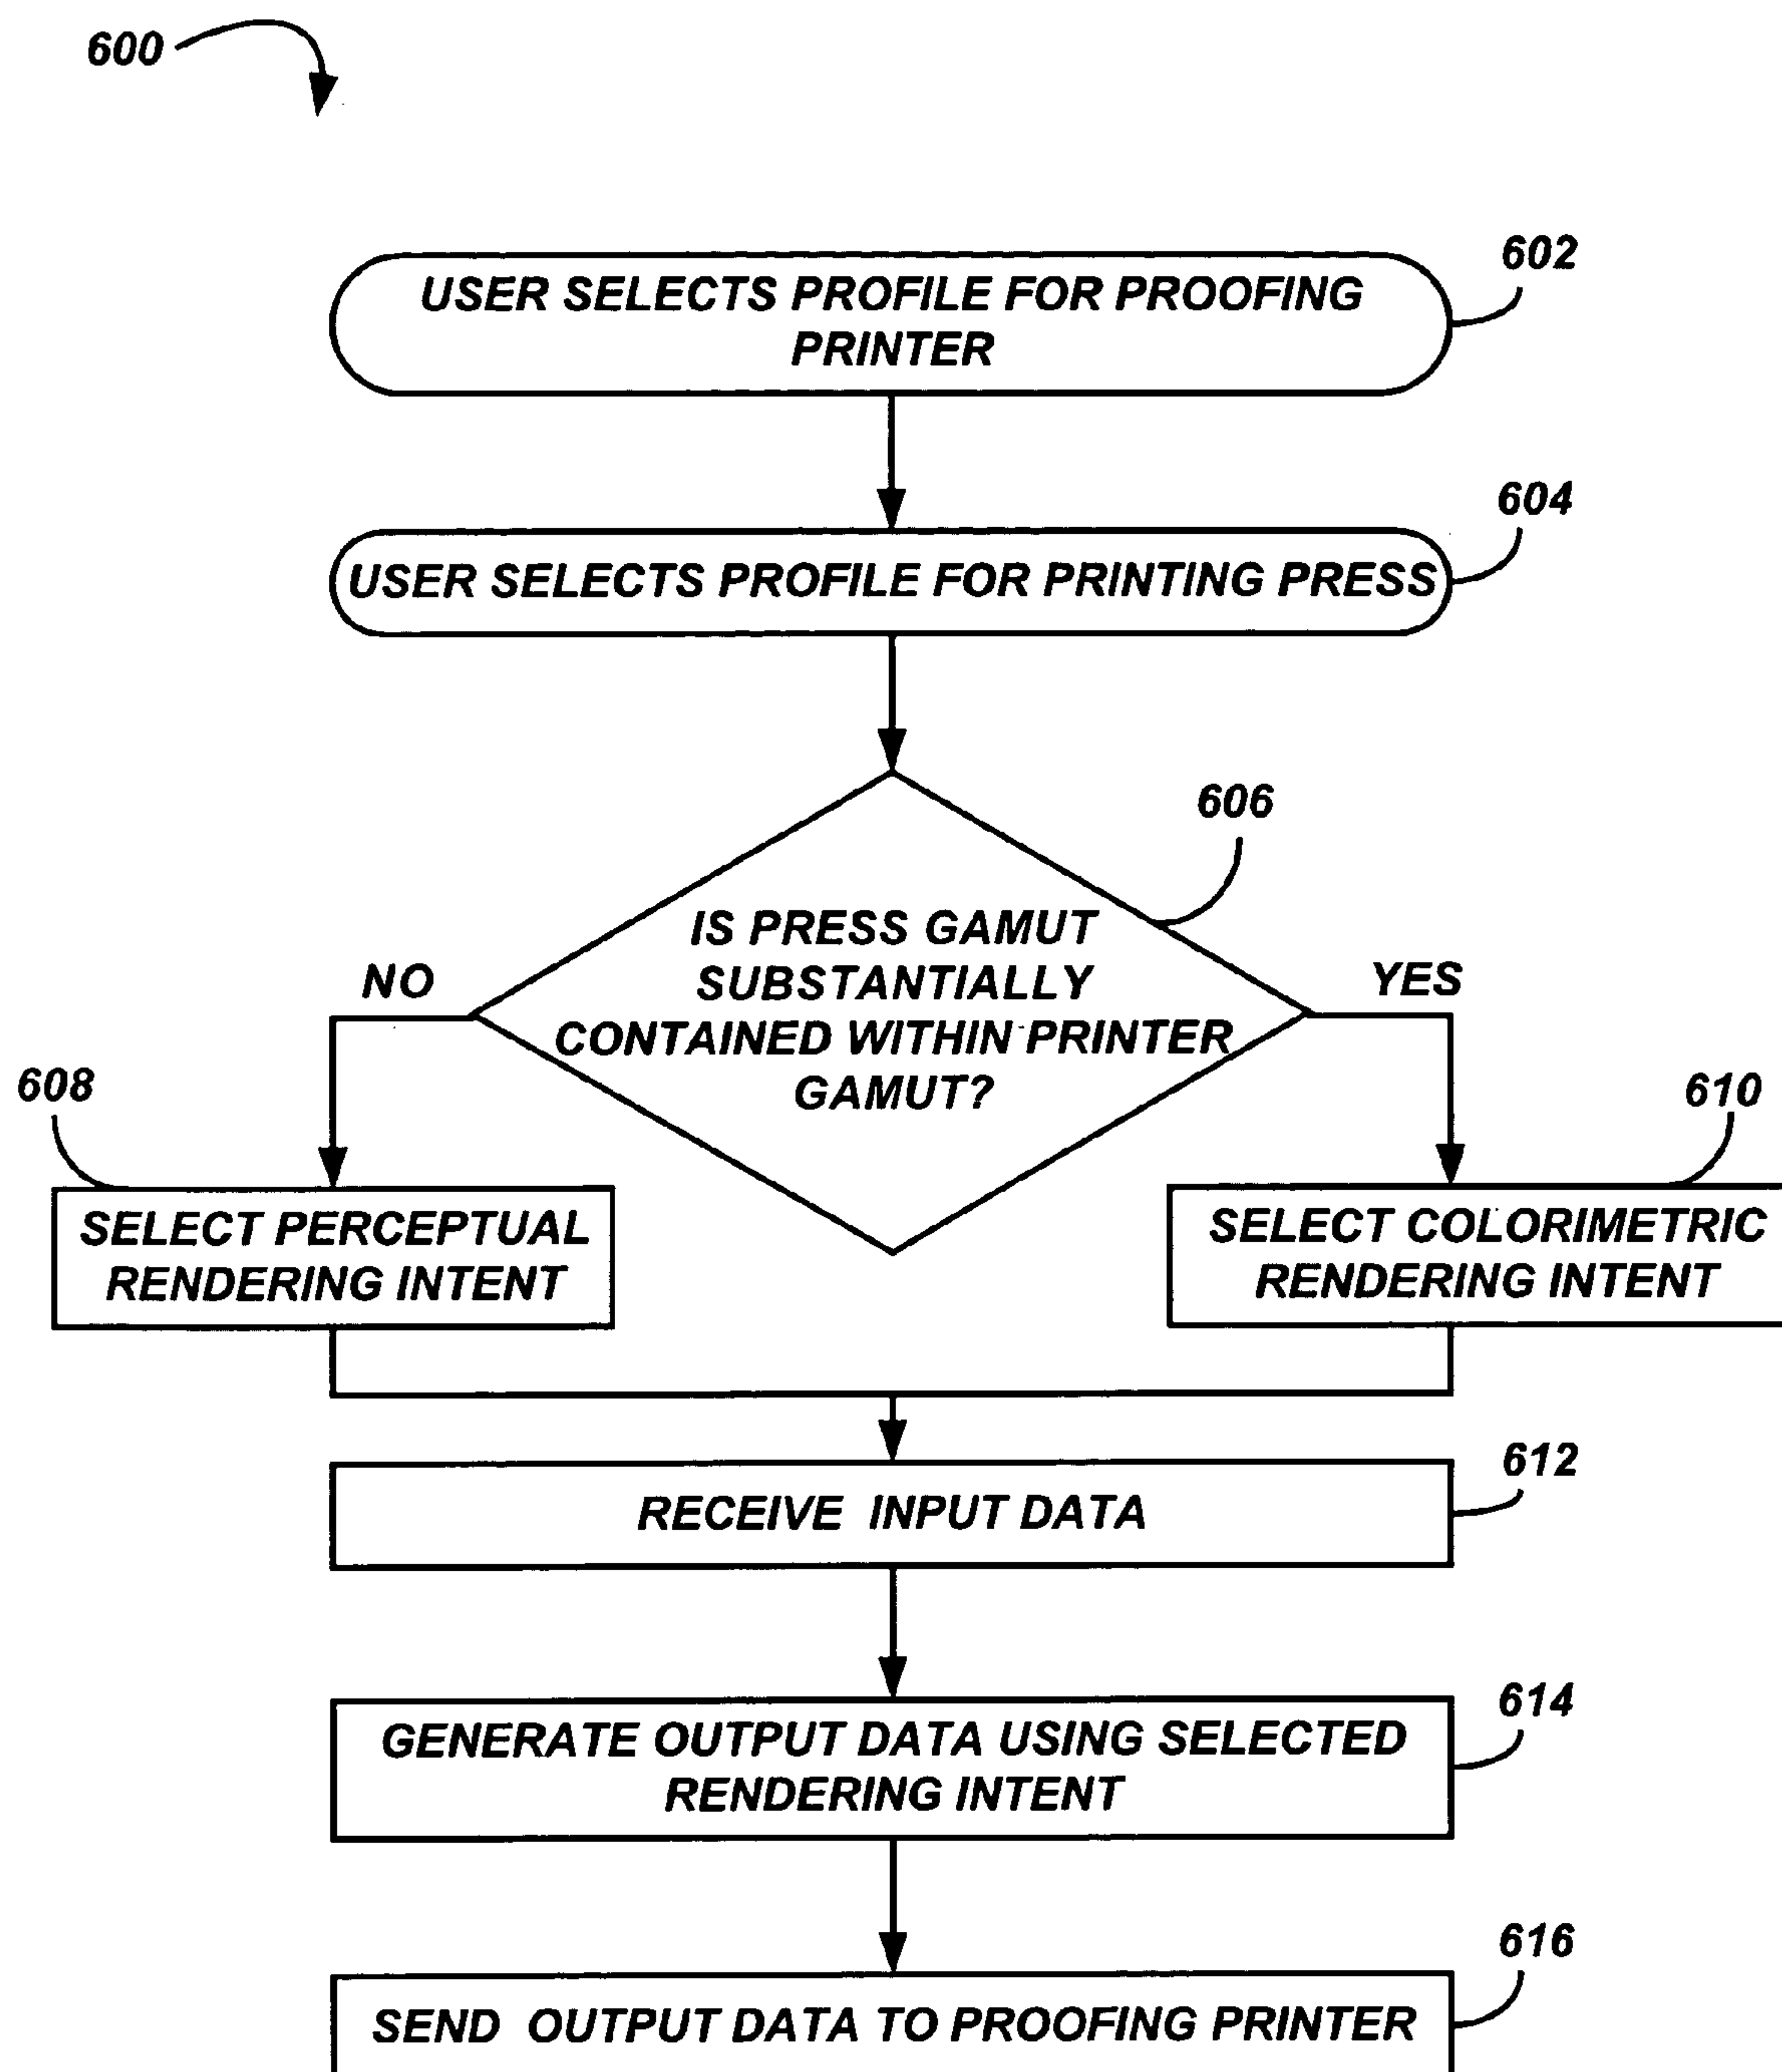 600
602
USER SELECTS PROFILE FOR PROOFING
PRINTER
604
USER SELECTS PROFILE FOR PRINTING PRESS
606
IS PRESS GAMUT
SUBSTANTIALLY
CONTAINED WITHIN PRINTER
GAMUT?
NO
YES
608
610
SELECT PERCEPTUAL
RENDERING INTENT
SELECT COLORIMETRIC
RENDERING INTENT
612
RECEIVE INPUT DATA
614
GENERATE OUTPUT DATA USING SELECTED
RENDERING INTENT
616
SEND OUTPUT DATA TO PROOFING PRINTER